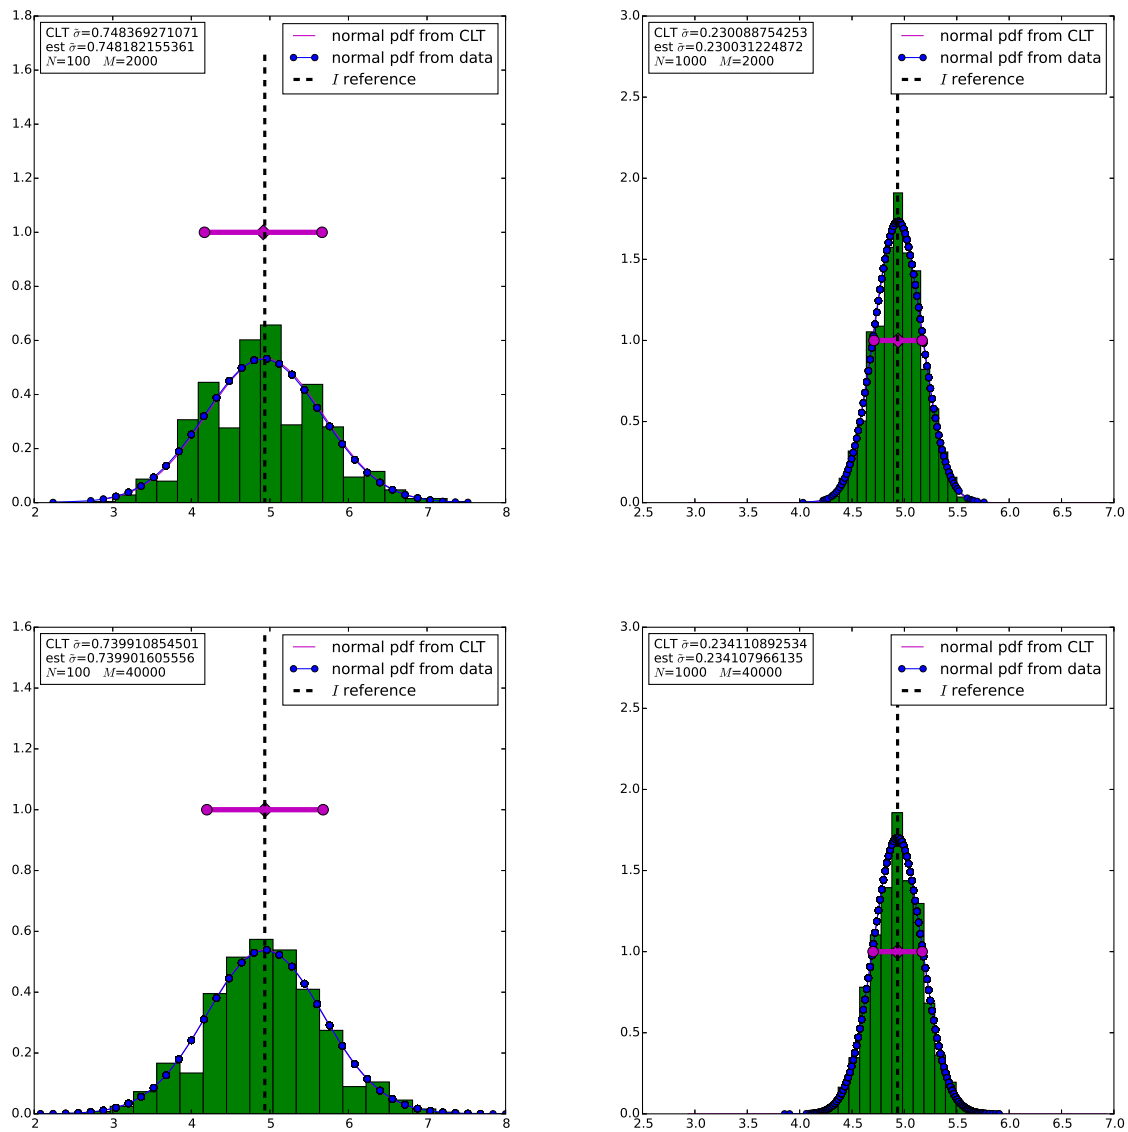 1.8
1.6
1.4
1.2
1.0
0.8
0.6
0.4
0.2
0.0
2 3 4 5 6 7 8
CLT σ̃=0.748369271071
est σ̃=0.748182155361
N=100 M=2000
normal pdf from CLT
normal pdf from data
I reference
3.0
2.5
2.0
1.5
1.0
0.5
0.0
2.5 3.0 3.5 4.0 4.5 5.0 5.5 6.0 6.5 7.0
CLT σ̃=0.230088754253
est σ̃=0.230031224872
N=1000 M=2000
normal pdf from CLT
normal pdf from data
I reference
1.6
1.4
1.2
1.0
0.8
0.6
0.4
0.2
0.0
2 3 4 5 6 7 8
CLT σ̃=0.739910854501
est σ̃=0.739901605556
N=100 M=40000
normal pdf from CLT
normal pdf from data
I reference
3.0
2.5
2.0
1.5
1.0
0.5
0.0
2.5 3.0 3.5 4.0 4.5 5.0 5.5 6.0 6.5 7.0
CLT σ̃=0.234110892534
est σ̃=0.234107966135
N=1000 M=40000
normal pdf from CLT
normal pdf from data
I reference